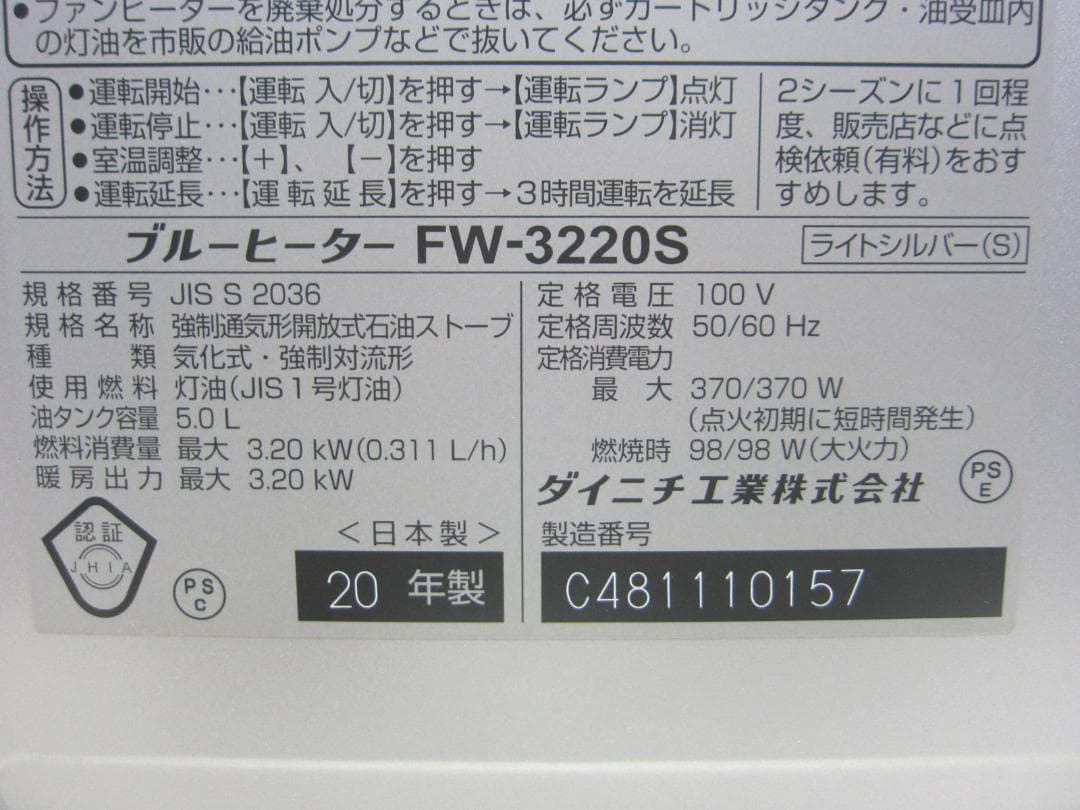 ●ファンヒーターを廃棄処分するときは、必ずカートリッジタンク・油受皿内
の灯油を市販の給油ポンプなどで抜いてください。
操作方法
●運転開始…【運転 入/切】を押す→【運転ランプ】点灯
●運転停止…【運転 入/切】を押す→【運転ランプ】消灯
●室温調整…【+】、【−】を押す
●運転延長…【運転延長】を押す→3時間運転を延長
2シーズンに1回程
度、販売店などに点
検依頼(有料)をおす
すめします。
ブルーヒーター FW-3220S
ライトシルバー(S)
規格番号 JIS S 2036
規格名称 強制通気形開放式石油ストーブ
種類 気化式・強制対流形
使用燃料 灯油(JIS1号灯油)
油タンク容量 5.0 L
燃料消費量 最大 3.20 kW(0.311 L/h)
暖房出力 最大 3.20 kW
認証
JHIA
PS
C
<日本製>
20 年製
定格電圧 100 V
定格周波数 50/60 Hz
定格消費電力
最大 370/370 W
(点火初期に短時間発生)
燃焼時 98/98 W(大火力)
ダイニチ工業株式会社
PS
E
製造番号
C481110157